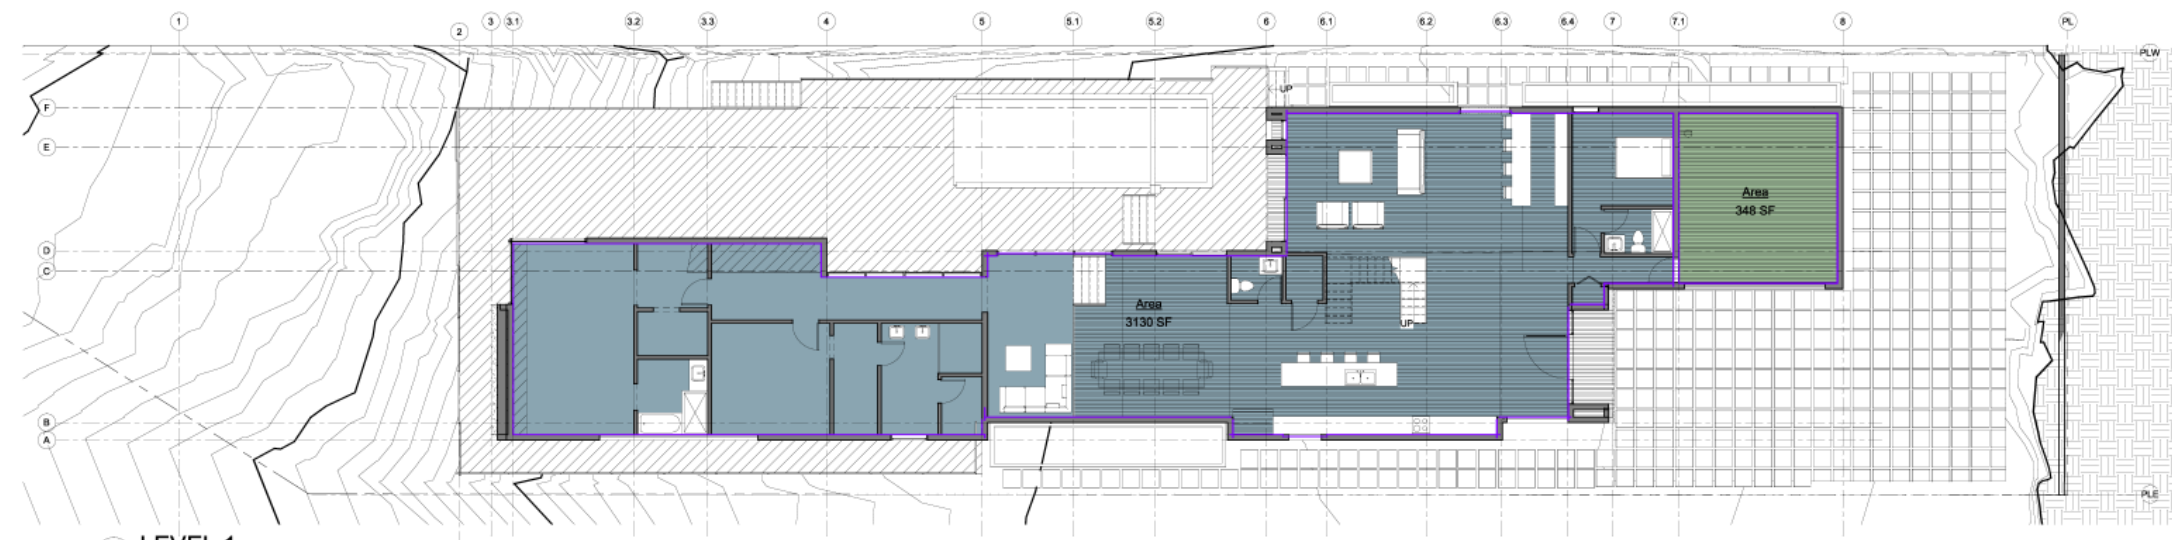 1 2 3 3.1 3.2 3.3 4 5 5.1 5.2 6 6.1 6.2 6.3 6.4 7 7.1 8 PL
PLW
UP
F
E
Area
348 SF
D
C
Area
3130 SF
UP
B
A
PLE
LEVEL 1